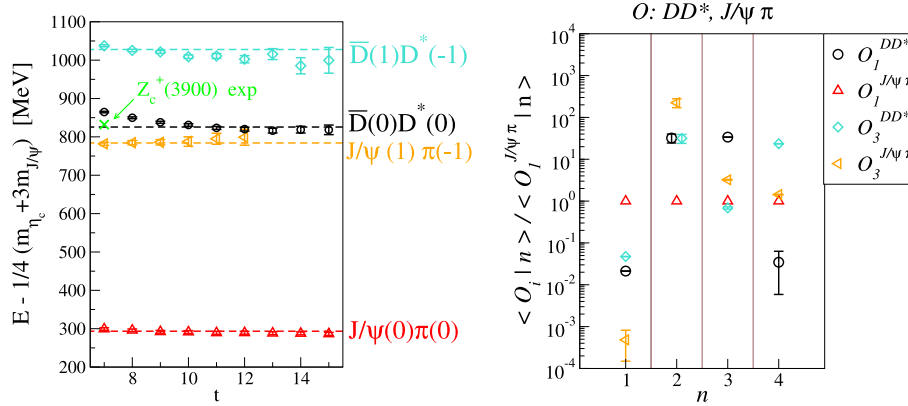 O: DD*, J/ψ π
E - 1/4 (m_{η_c} + 3m_{J/ψ}) [MeV]
1100
1000
900
800
700
600
500
400
300
200
8 10 12 14
t
D̅(1)D*(-1)
Z_c^+(3900) exp
D̅(0)D*(0)
J/ψ (1) π(-1)
J/ψ(0)π(0)
< O_i | n > / < O_1^{J/ψ π} | n >
10^4
10^3
10^2
10^1
10^0
10^-1
10^-2
10^-3
10^-4
1 2 3 4
n
O_1^{DD*}
O_1^{J/ψ π}
O_3^{DD*}
O_3^{J/ψ π}